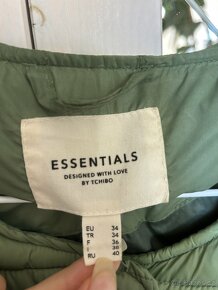 ESSENTIALS
DESIGNED WITH LOVE
BY TCHIBO
EU 34
TR 34
F 36
I 38
RU 40